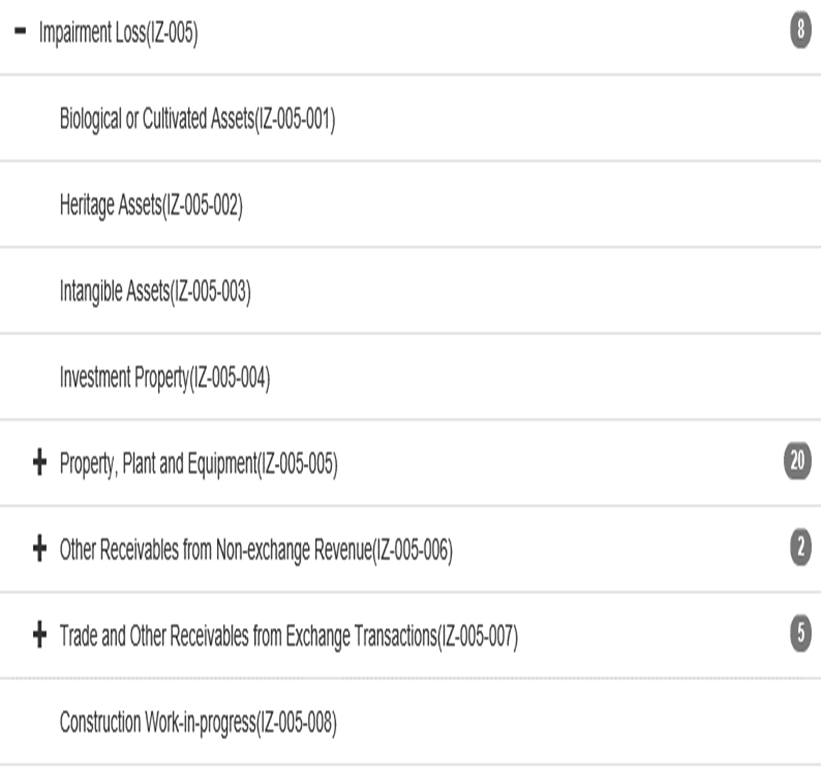 Impairment Loss(IZ-005) 8
Biological or Cultivated Assets(IZ-005-001)
Heritage Assets(IZ-005-002)
Intangible Assets(IZ-005-003)
Investment Property(IZ-005-004)
Property, Plant and Equipment(IZ-005-005) 20
Other Receivables from Non-exchange Revenue(IZ-005-006) 2
Trade and Other Receivables from Exchange Transactions(IZ-005-007) 5
Construction Work-in-progress(IZ-005-008)